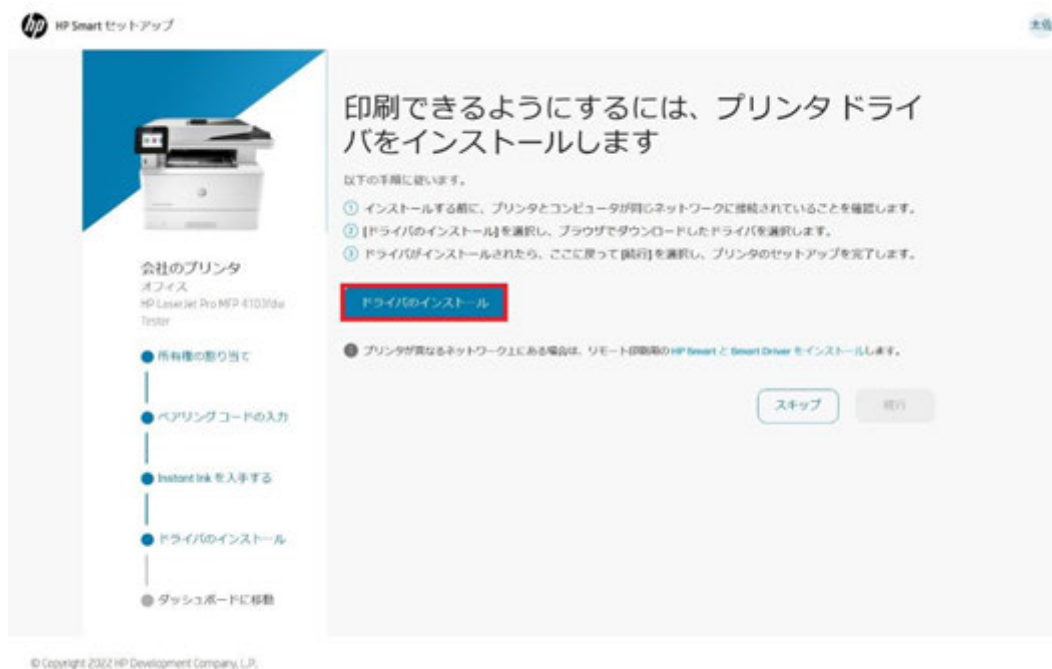 hp HP Smart セットアップ
印刷できるようにするには、プリンタ ドライ
バをインストールします
以下の手順に従います。
① インストールする前に、プリンタとコンピュータが同じネットワークに接続されていることを確認します。
② [ドライバのインストール]を選択し、ブラウザでダウンロードしたドライバを選択します。
③ ドライバがインストールされたら、ここに戻って[続行]を選択し、プリンタのセットアップを完了します。
ドライバのインストール
プリンタが異なるネットワーク上にある場合は、リモート印刷用の HP Smart と Smart Driver をインストールします。
スキップ
続行
会社のプリンタ
オフィス
HP LaserJet Pro MFP 4103fdw
Tester
所有権の割り当て
ペアリング コードの入力
Instant Ink を入手する
ドライバのインストール
ダッシュボードに移動
© Copyright 2022 HP Development Company, L.P.